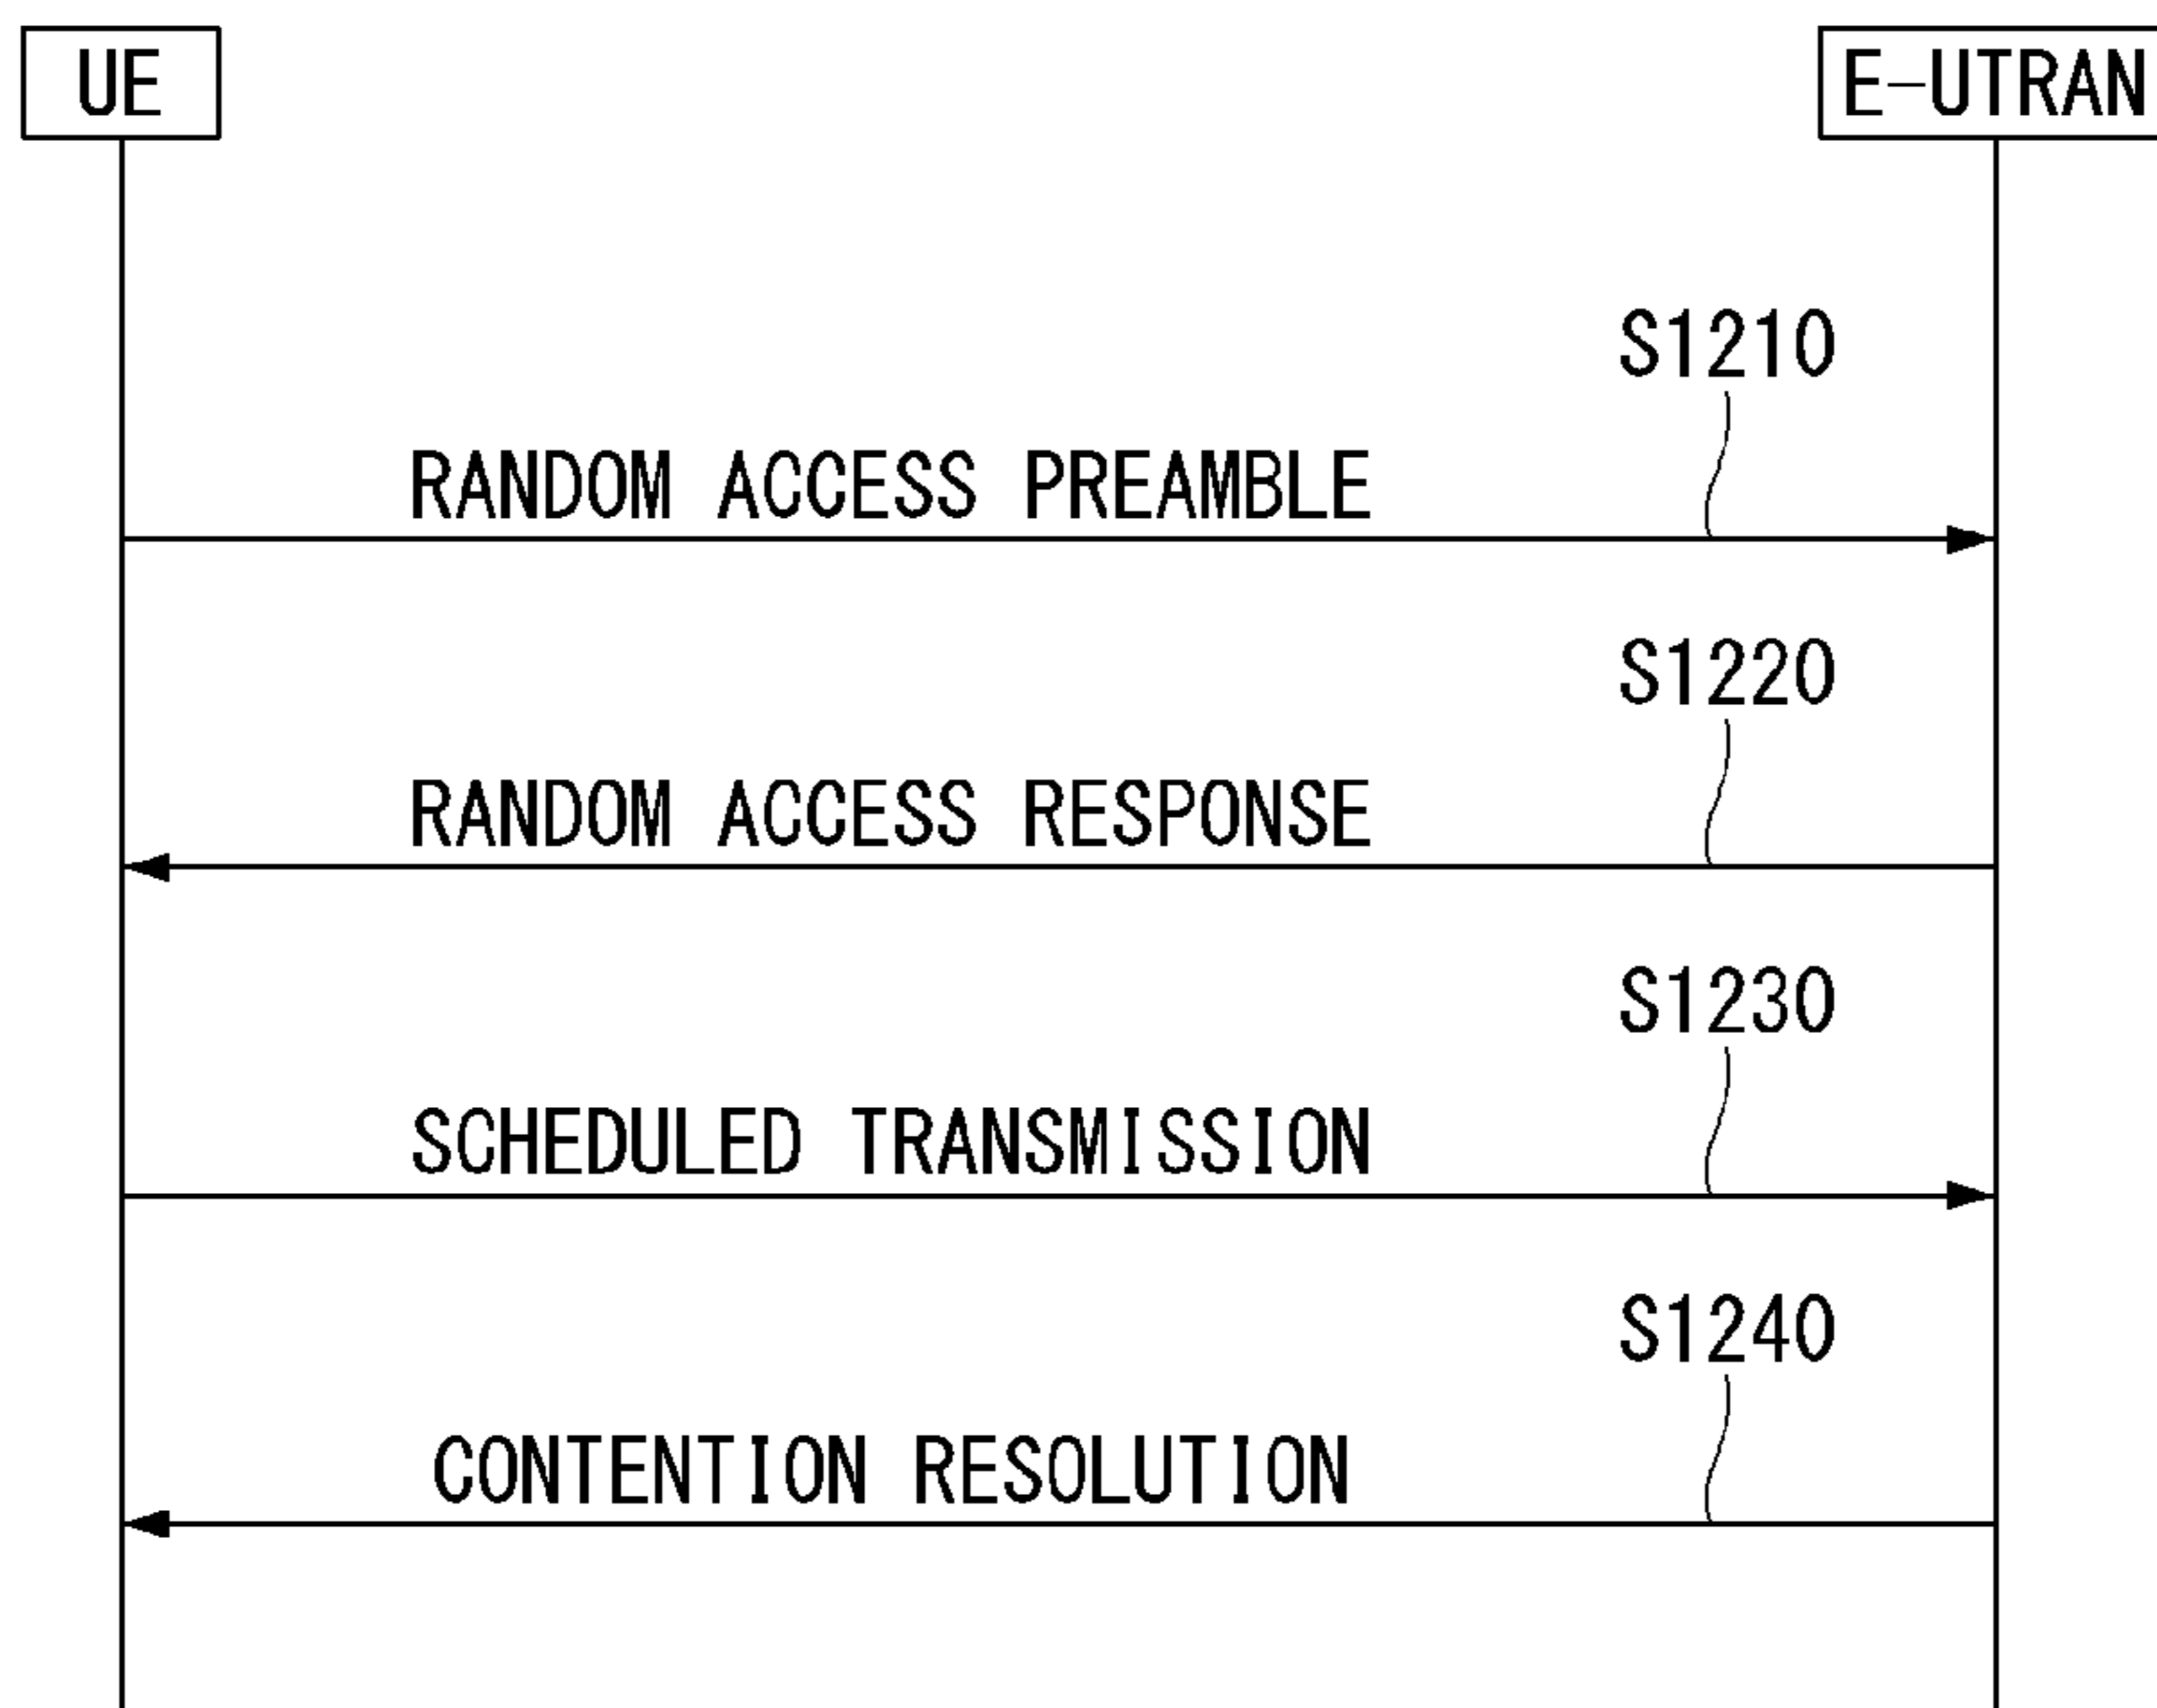 UE
E-UTRAN
S1210
RANDOM ACCESS PREAMBLE
S1220
RANDOM ACCESS RESPONSE
S1230
SCHEDULED TRANSMISSION
S1240
CONTENTION RESOLUTION